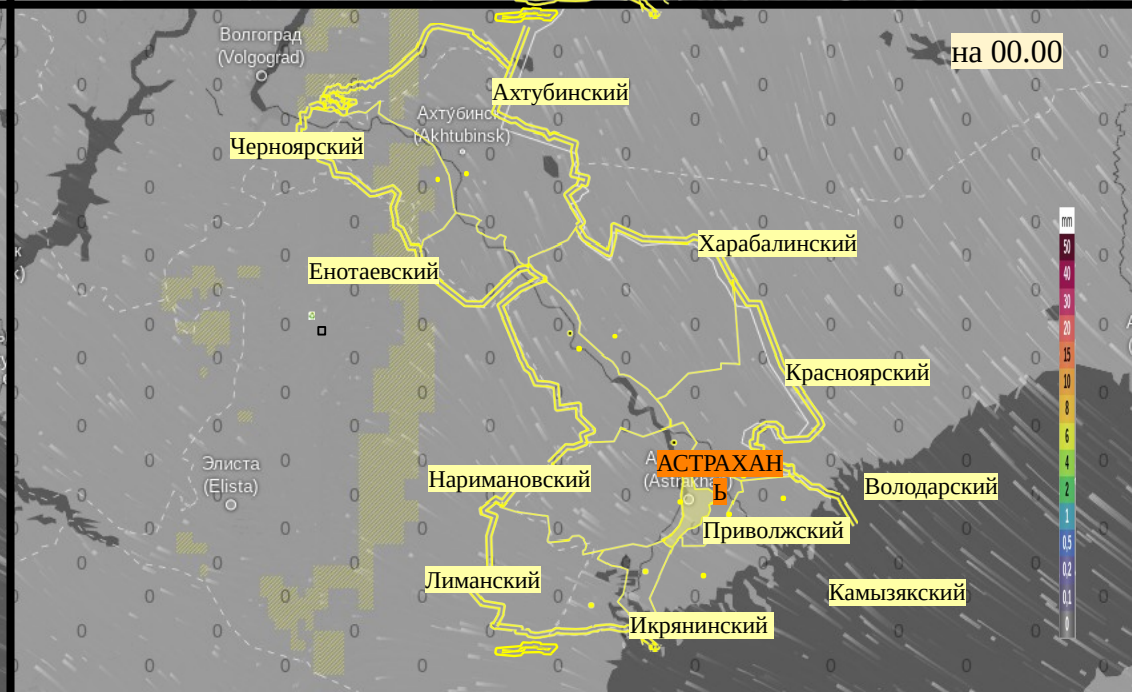 Волгоград
(Volgograd)
на 00.00
Ахтубинский
Ахтубинск
(Akhtubinsk)
Черноярский
Харабалинский
Енотаевский
mm
50
40
30
20
15
10
8
6
4
2
1
0,5
0,2
0,1
0
Красноярский
Элиста
(Elista)
АСТРАХАН
Ь
(Astrakha
Наримановский
Володарский
Приволжский
Лиманский
Камызякский
Икрянинский